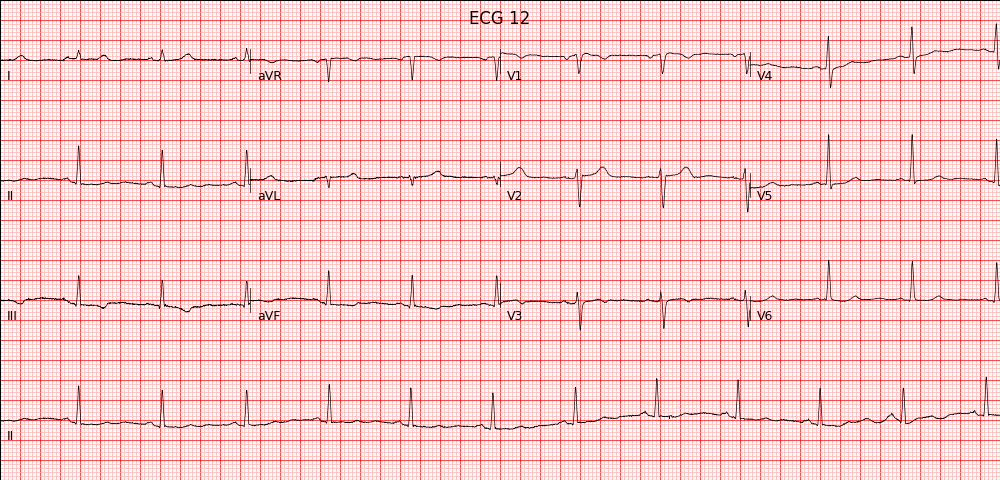 ECG 12
I aVR V1 V4
II aVL V2 V5
III aVF V3 V6
II